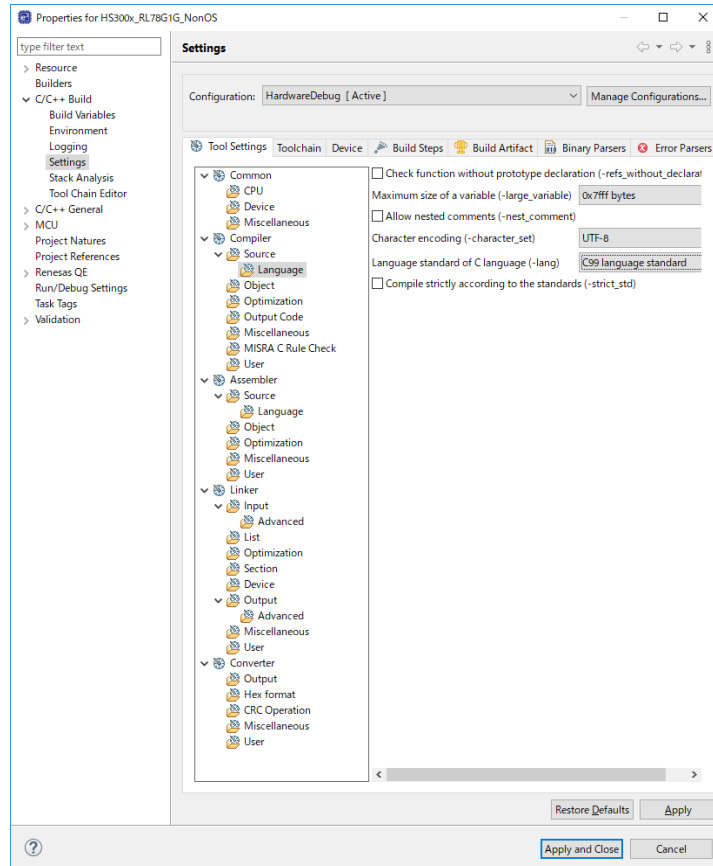 Properties for HS300x_RL78G1G_NonOS
type filter text
Settings
Resource
Builders
C/C++ Build
Build Variables
Environment
Logging
Settings
Stack Analysis
Tool Chain Editor
C/C++ General
MCU
Project Natures
Project References
Renesas QE
Run/Debug Settings
Task Tags
Validation
Configuration: HardwareDebug [ Active ] Manage Configurations...
Tool Settings Toolchain Device Build Steps Build Artifact Binary Parsers Error Parsers
Common
CPU
Device
Miscellaneous
Compiler
Source
Language
Object
Optimization
Output Code
Miscellaneous
MISRA C Rule Check
User
Assembler
Source
Language
Object
Optimization
Miscellaneous
User
Linker
Input
Advanced
List
Optimization
Section
Device
Output
Advanced
Miscellaneous
User
Converter
Output
Hex format
CRC Operation
Miscellaneous
User
Check function without prototype declaration (-refs_without_declarat
Maximum size of a variable (-large_variable) 0x7fff bytes
Allow nested comments (-nest_comment)
Character encoding (-character_set) UTF-8
Language standard of C language (-lang) C99 language standard
Compile strictly according to the standards (-strict_std)
Restore Defaults Apply
Apply and Close Cancel